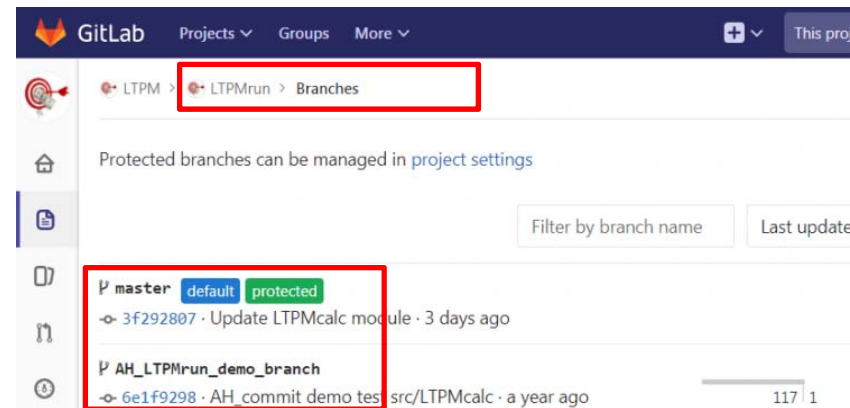 GitLab Projects Groups More This proj
LTPM > LTPMrun > Branches
Protected branches can be managed in project settings
Filter by branch name Last update
master default protected
3f292807 · Update LTPMcalc module · 3 days ago
AH_LTPMrun_demo_branch
6e1f9298 · AH_commit demo test src/LTPMcalc · a year ago 117 1